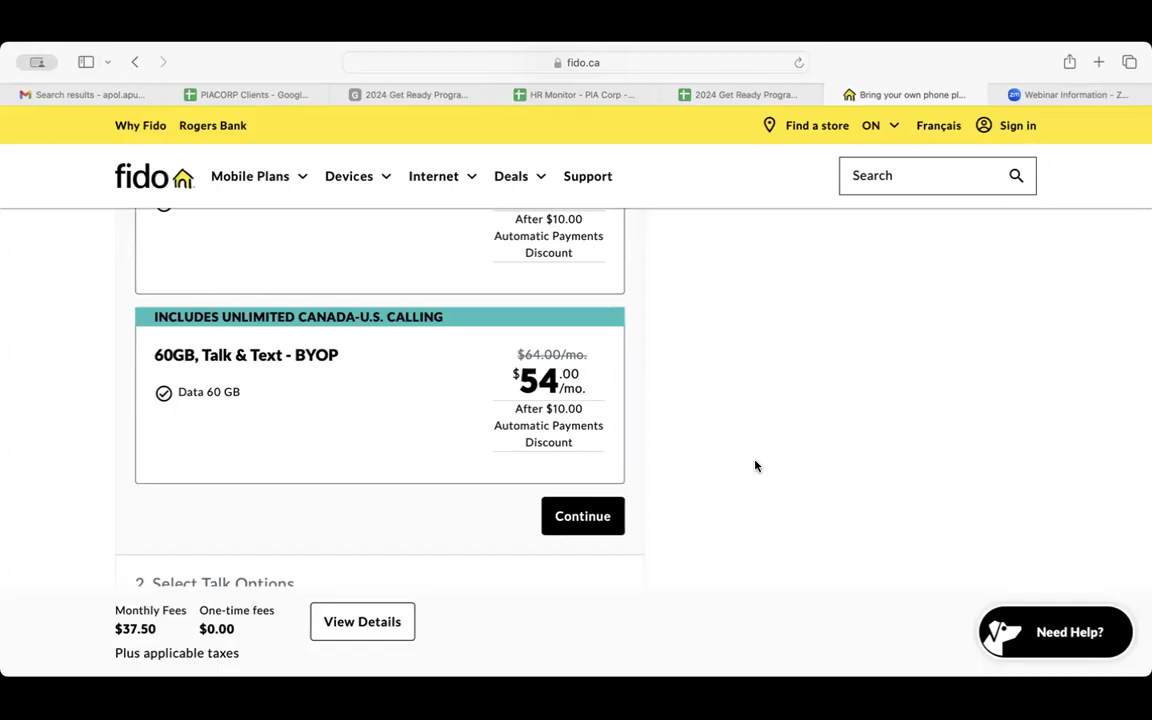 fido.ca
Search results - apol.apu...
PIACORP Clients - Googl...
2024 Get Ready Progra...
HR Monitor - PIA Corp -...
2024 Get Ready Progra...
Bring your own phone pl...
Webinar Information - Z...
Why Fido Rogers Bank
Find a store ON Français Sign in
fido Mobile Plans Devices Internet Deals Support Search
After $10.00
Automatic Payments
Discount
INCLUDES UNLIMITED CANADA-U.S. CALLING
60GB, Talk & Text - BYOP
Data 60 GB
$64.00/mo.
$54.00/mo.
After $10.00
Automatic Payments
Discount
Continue
2. Select Talk Options
Monthly Fees One-time fees
$37.50 $0.00
Plus applicable taxes
View Details
Need Help?